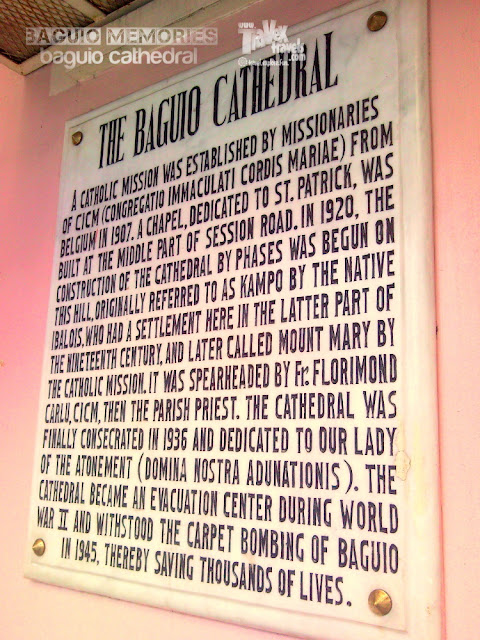 BAGUIO MEMORIES
baguio cathedral
www.
TraVex
travels
.com
THE BAGUIO CATHEDRAL
A CATHOLIC MISSION WAS ESTABLISHED BY MISSIONARIES
OF CICM (CONGREGATIO IMMACULATI CORDIS MARIAE) FROM
BELGIUM IN 1907. A CHAPEL, DEDICATED TO ST. PATRICK, WAS
BUILT AT THE MIDDLE PART OF SESSION ROAD. IN 1920, THE
CONSTRUCTION OF THE CATHEDRAL BY PHASES WAS BEGUN ON
THIS HILL, ORIGINALLY REFERRED TO AS KAMPO BY THE NATIVE
IBALOIS, WHO HAD A SETTLEMENT HERE IN THE LATTER PART OF
THE NINETEENTH CENTURY, AND LATER CALLED MOUNT MARY BY
THE CATHOLIC MISSION. IT WAS SPEARHEADED BY Fr. FLORIMOND
CARLU, CICM, THEN THE PARISH PRIEST. THE CATHEDRAL WAS
FINALLY CONSECRATED IN 1936 AND DEDICATED TO OUR LADY
OF THE ATONEMENT (DOMINA NOSTRA ADUNATIONIS). THE
CATHEDRAL BECAME AN EVACUATION CENTER DURING WORLD
WAR II AND WITHSTOOD THE CARPET BOMBING OF BAGUIO
IN 1945, THEREBY SAVING THOUSANDS OF LIVES.